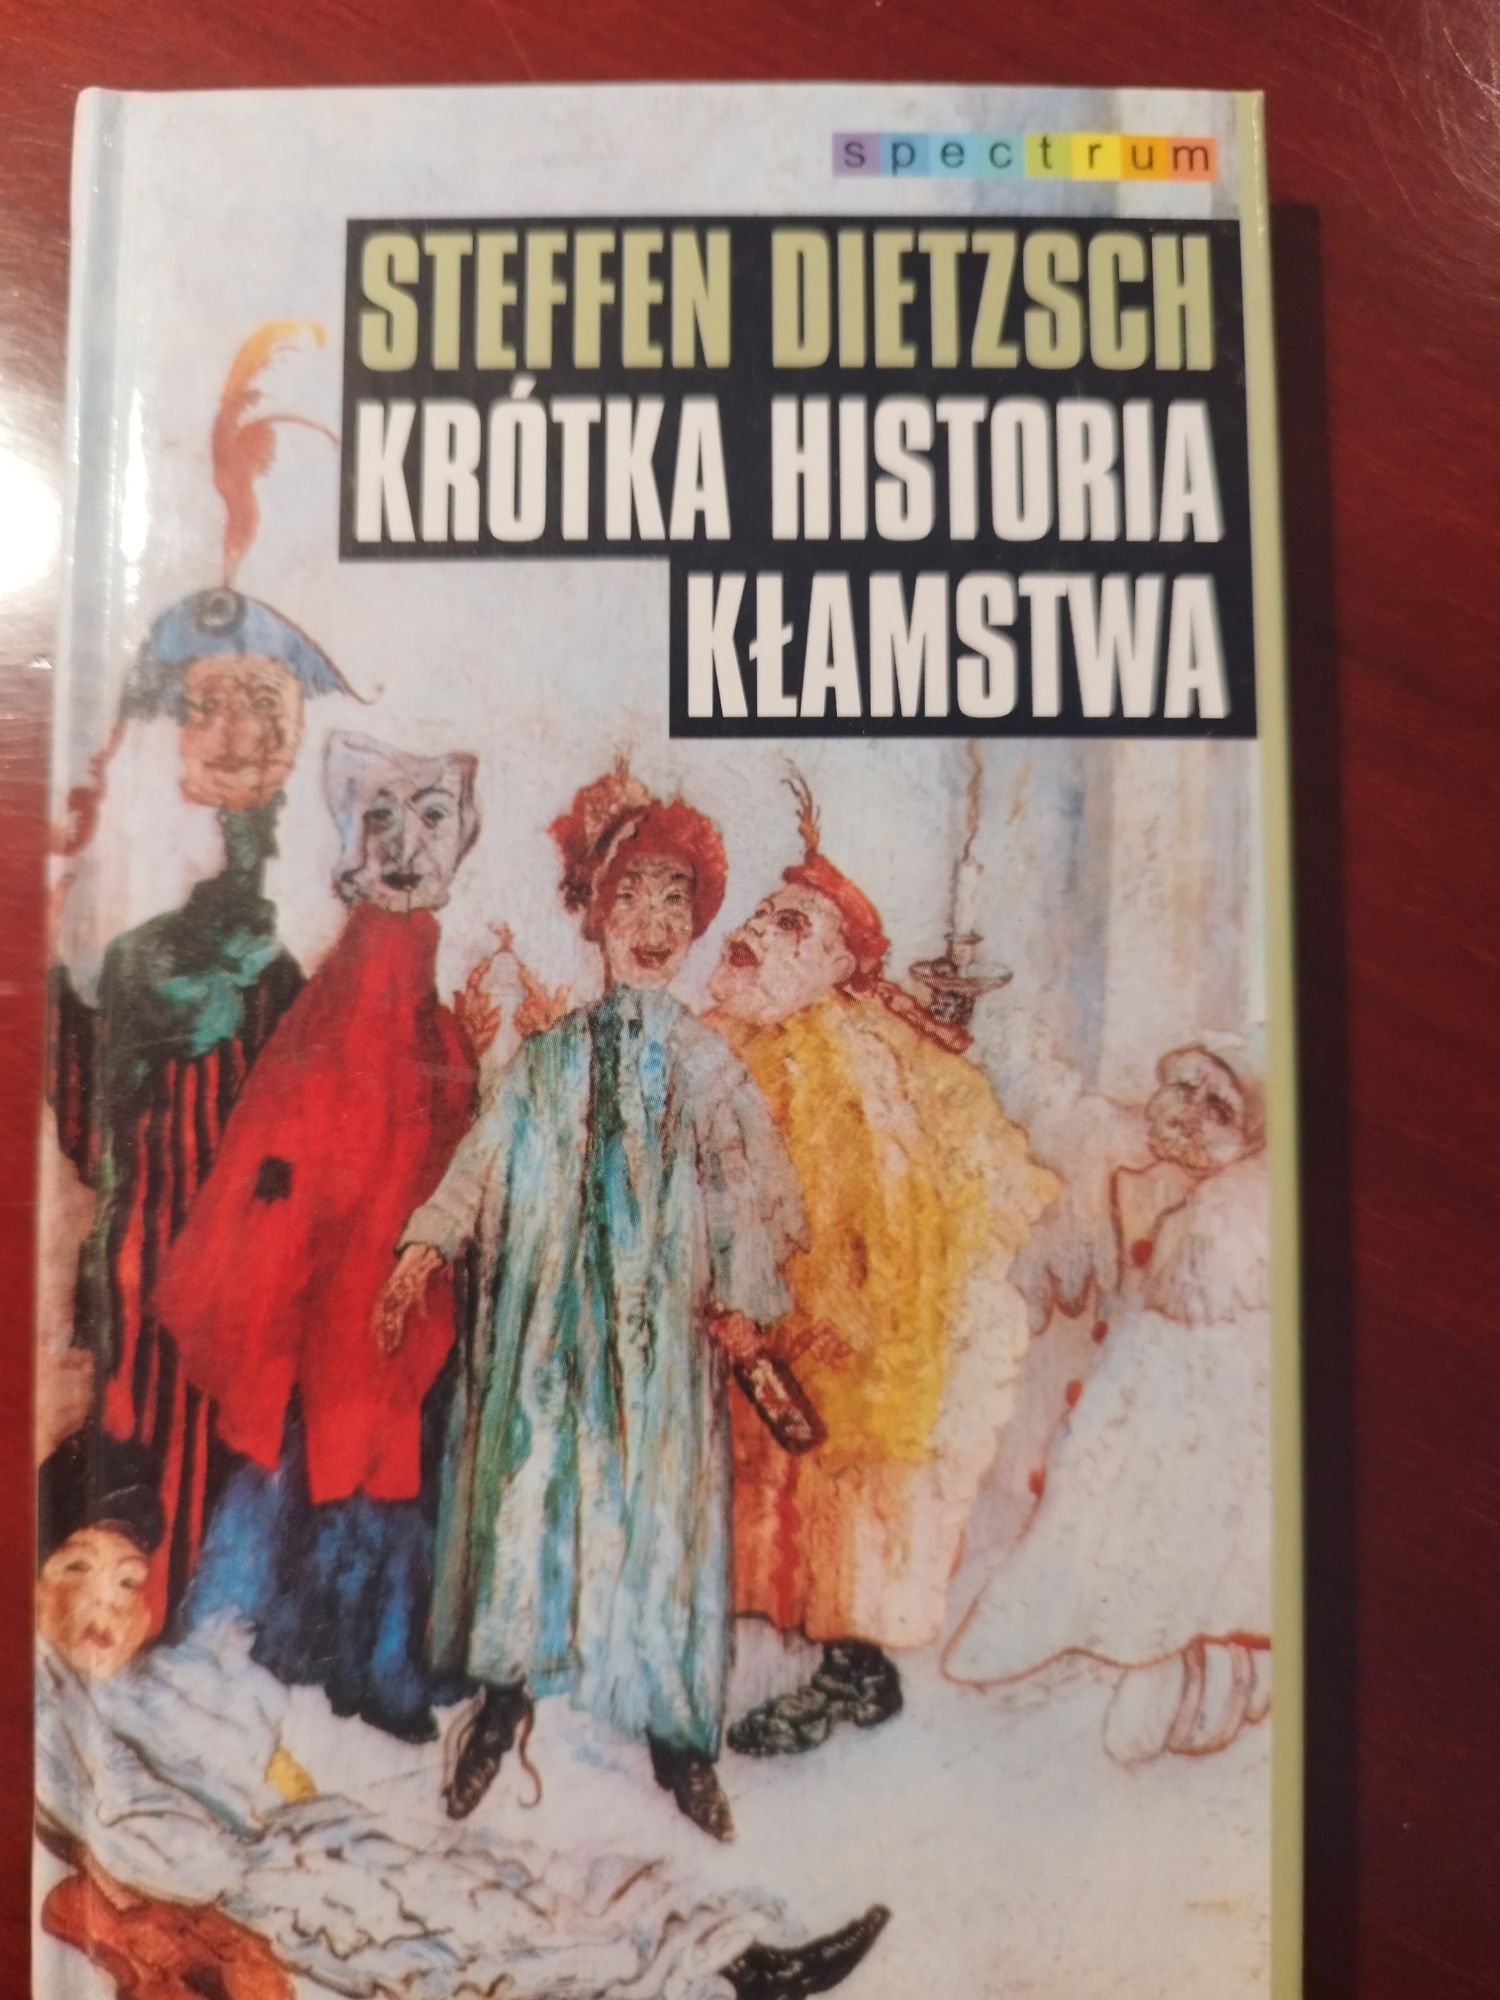 spectrum
STEFFEN DIETZSCH
KRÓTKA HISTORIA
KŁAMSTWA